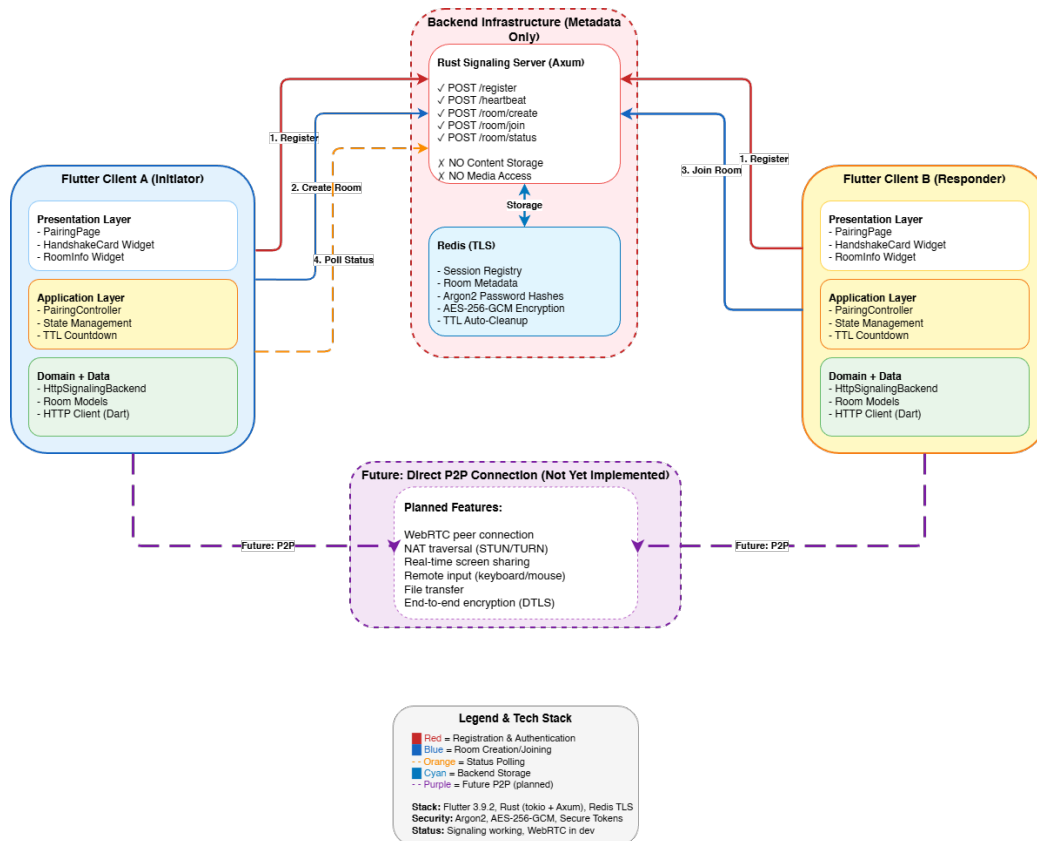 Backend Infrastructure (Metadata
Only)
Rust Signaling Server (Axum)
✓ POST /register
✓ POST /heartbeat
✓ POST /room/create
✓ POST /room/join
✓ POST /room/status
✗ NO Content Storage
✗ NO Media Access
Storage
Redis (TLS)
- Session Registry
- Room Metadata
- Argon2 Password Hashes
- AES-256-GCM Encryption
- TTL Auto-Cleanup
1. Register
2. Create Room
4. Poll Status
1. Register
3. Join Room
Flutter Client A (Initiator)
Presentation Layer
- PairingPage
- HandshakeCard Widget
- RoomInfo Widget
Application Layer
- PairingController
- State Management
- TTL Countdown
Domain + Data
- HttpSignalingBackend
- Room Models
- HTTP Client (Dart)
Flutter Client B (Responder)
Presentation Layer
- PairingPage
- HandshakeCard Widget
- RoomInfo Widget
Application Layer
- PairingController
- State Management
- TTL Countdown
Domain + Data
- HttpSignalingBackend
- Room Models
- HTTP Client (Dart)
Future: Direct P2P Connection (Not Yet Implemented)
Planned Features:
WebRTC peer connection
NAT traversal (STUN/TURN)
Real-time screen sharing
Remote input (keyboard/mouse)
File transfer
End-to-end encryption (DTLS)
Future: P2P
Future: P2P
Legend & Tech Stack
Red = Registration & Authentication
Blue = Room Creation/Joining
-- Orange = Status Polling
Cyan = Backend Storage
-- Purple = Future P2P (planned)
Stack: Flutter 3.9.2, Rust (tokio + Axum), Redis TLS
Security: Argon2, AES-256-GCM, Secure Tokens
Status: Signaling working, WebRTC in dev